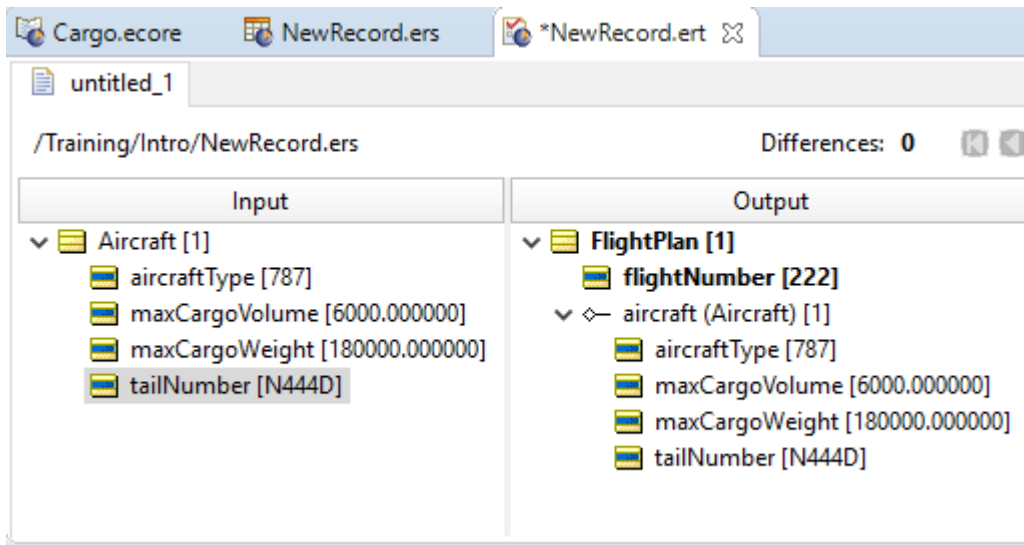 Cargo.ecore NewRecord.ers *NewRecord.ert
untitled_1
/Training/Intro/NewRecord.ers Differences: 0
Input Output
Aircraft [1] FlightPlan [1]
aircraftType [787] flightNumber [222]
maxCargoVolume [6000.000000] aircraft (Aircraft) [1]
maxCargoWeight [180000.000000] aircraftType [787]
tailNumber [N444D] maxCargoVolume [6000.000000]
maxCargoWeight [180000.000000]
tailNumber [N444D]